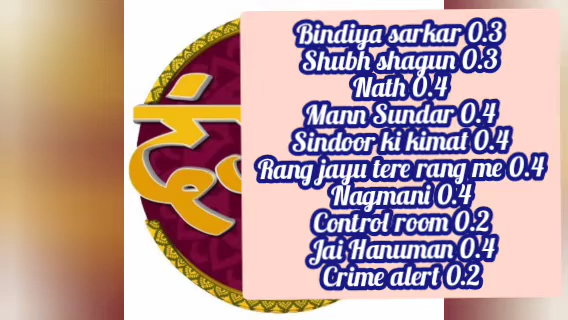 दं
Bindiya sarkar 0.3
Shubh shagun 0.3
Nath 0.4
Mann Sundar 0.4
Sindoor ki kimat 0.4
Rang jayu tere rang me 0.4
Nagmani 0.4
Control room 0.2
Jai Hanuman 0.4
Crime alert 0.2